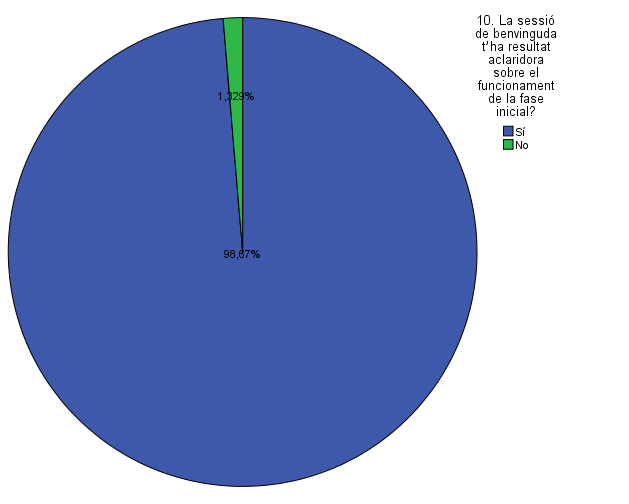 10. La sessió
de benvinguda
t'ha resultat
aclaridora
sobre el
funcionament
de la fase
inicial?
Sí
No
1,329%
98,67%